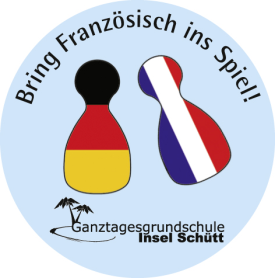 Bring Französisch ins Spiel!
Ganztagesgrundschule
Insel Schütt